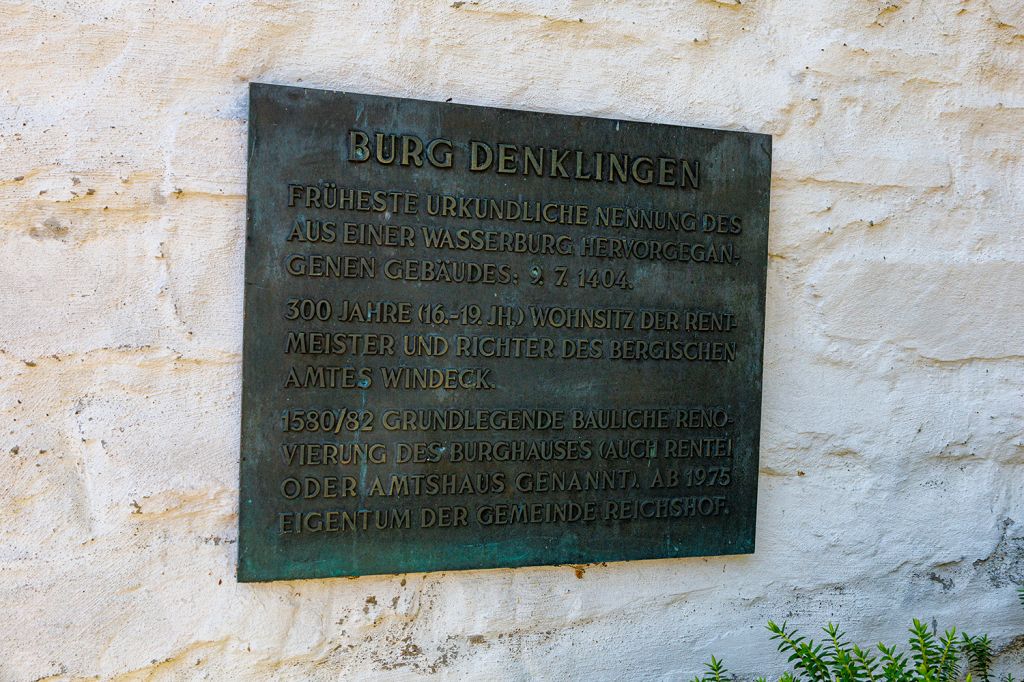 BURG DENKLINGEN
FRÜHESTE URKUNDLICHE NENNUNG DES
AUS EINER WASSERBURG HERVORGEGAN-
GENEN GEBÄUDES: 9. 7. 1404.
300 JAHRE (16.-19. JH.) WOHNSITZ DER RENT-
MEISTER UND RICHTER DES BERGISCHEN
AMTES WINDECK.
1580/82 GRUNDLEGENDE BAULICHE RENO-
VIERUNG DES BURGHAUSES (AUCH RENTEI
ODER AMTSHAUS GENANNT). AB 1975
EIGENTUM DER GEMEINDE REICHSHOF.